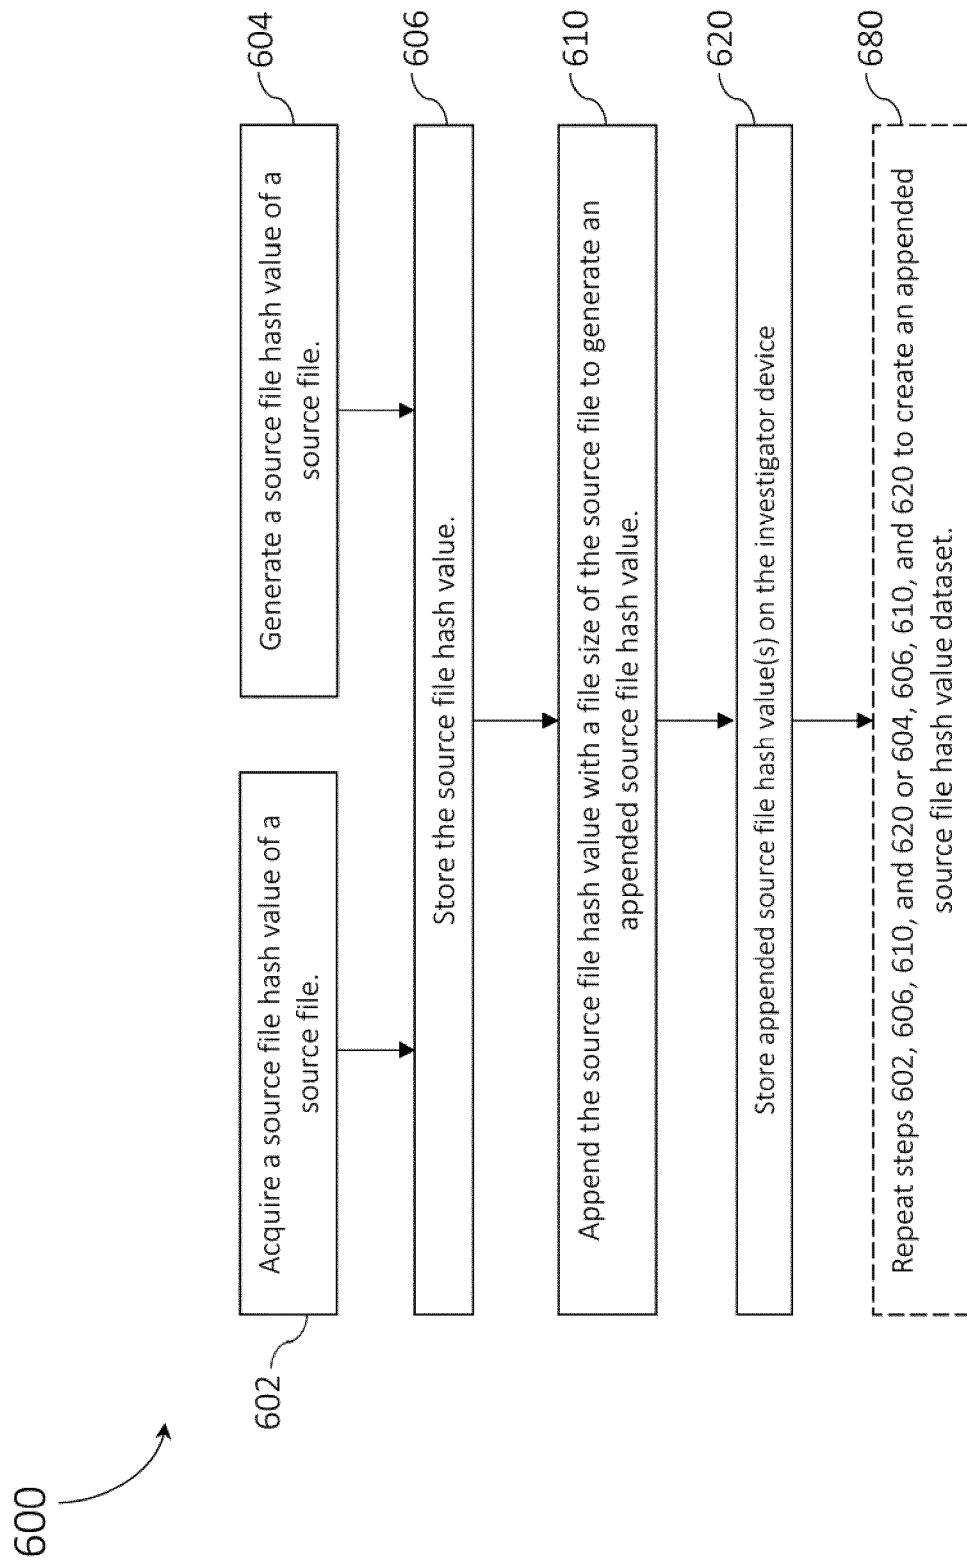 600
602
Acquire a source file hash value of a
source file.
604
Generate a source file hash value of a
source file.
606
Store the source file hash value.
610
Append the source file hash value with a file size of the source file to generate an
appended source file hash value.
620
Store appended source file hash value(s) on the investigator device
680
Repeat steps 602, 606, 610, and 620 or 604, 606, 610, and 620 to create an appended
source file hash value dataset.